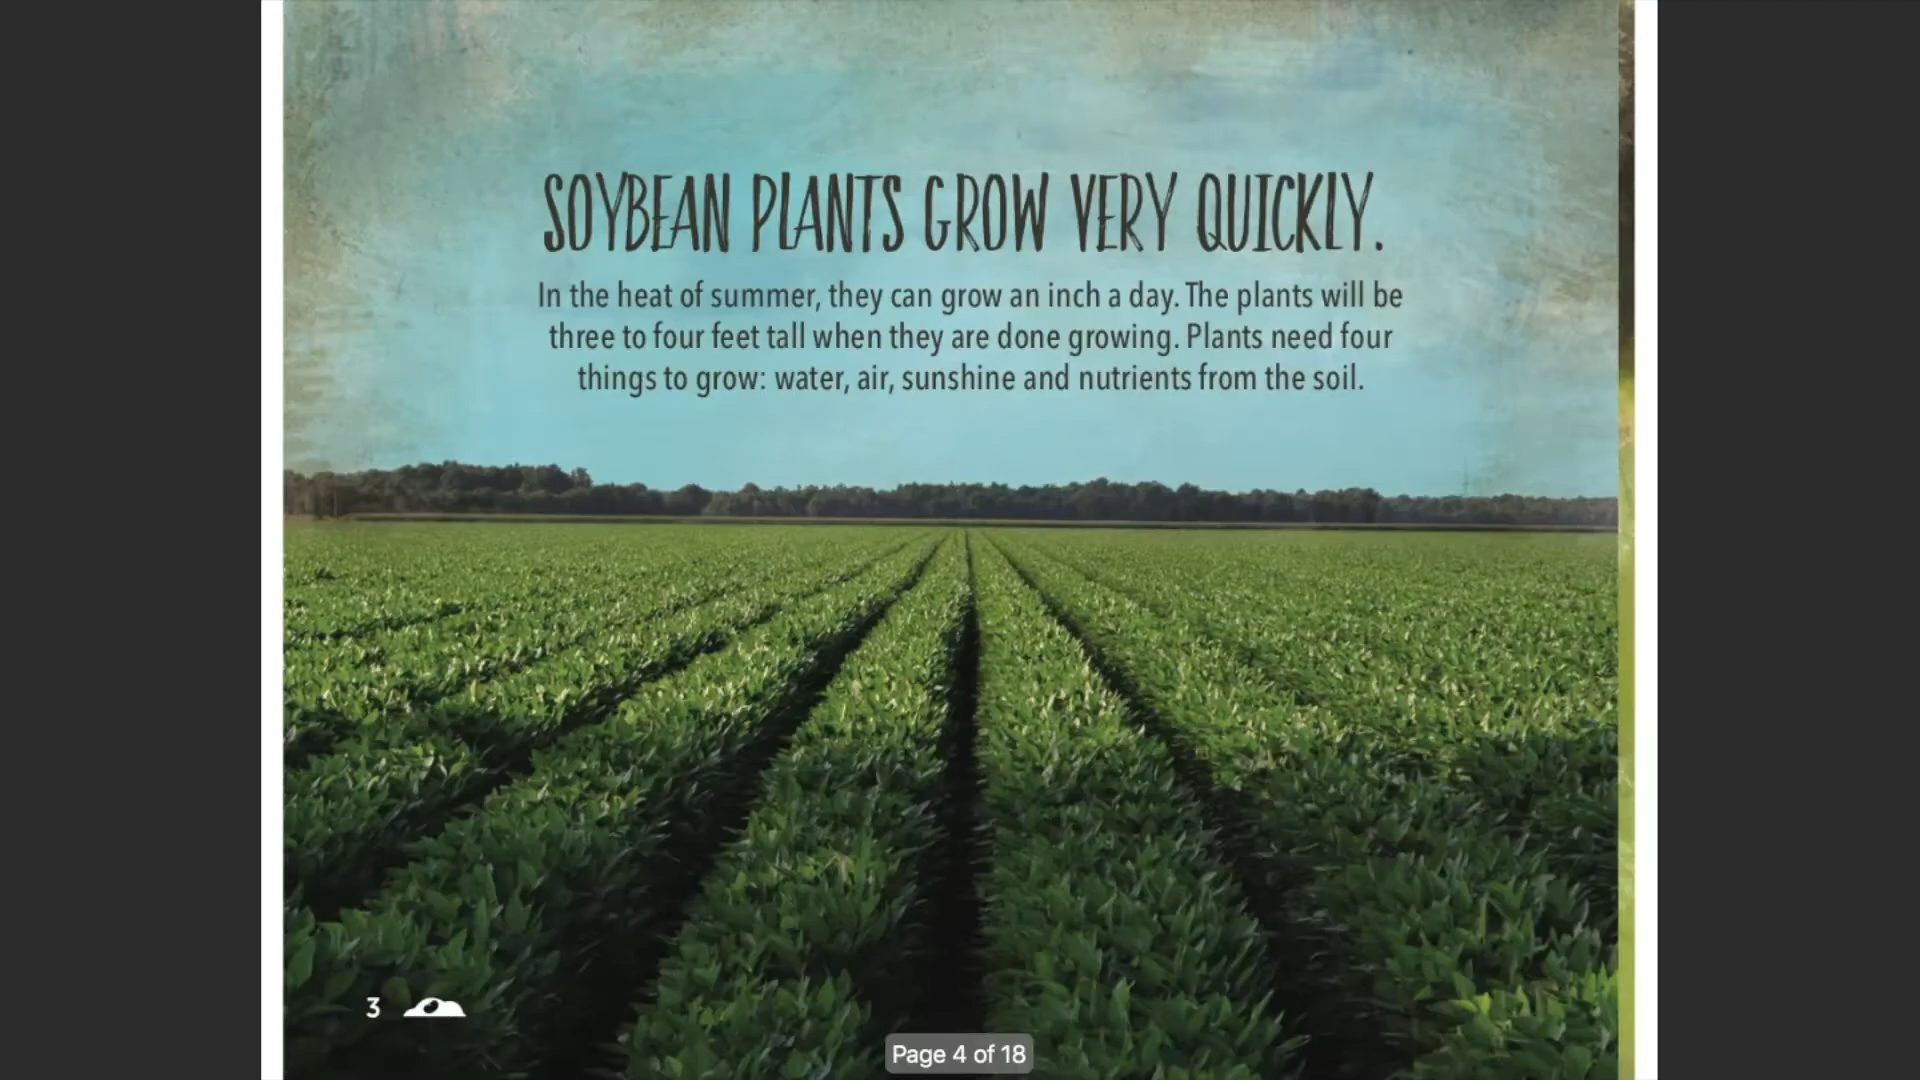 SOYBEAN PLANTS GROW VERY QUICKLY.
In the heat of summer, they can grow an inch a day. The plants will be
three to four feet tall when they are done growing. Plants need four
things to grow: water, air, sunshine and nutrients from the soil.
3
Page 4 of 18